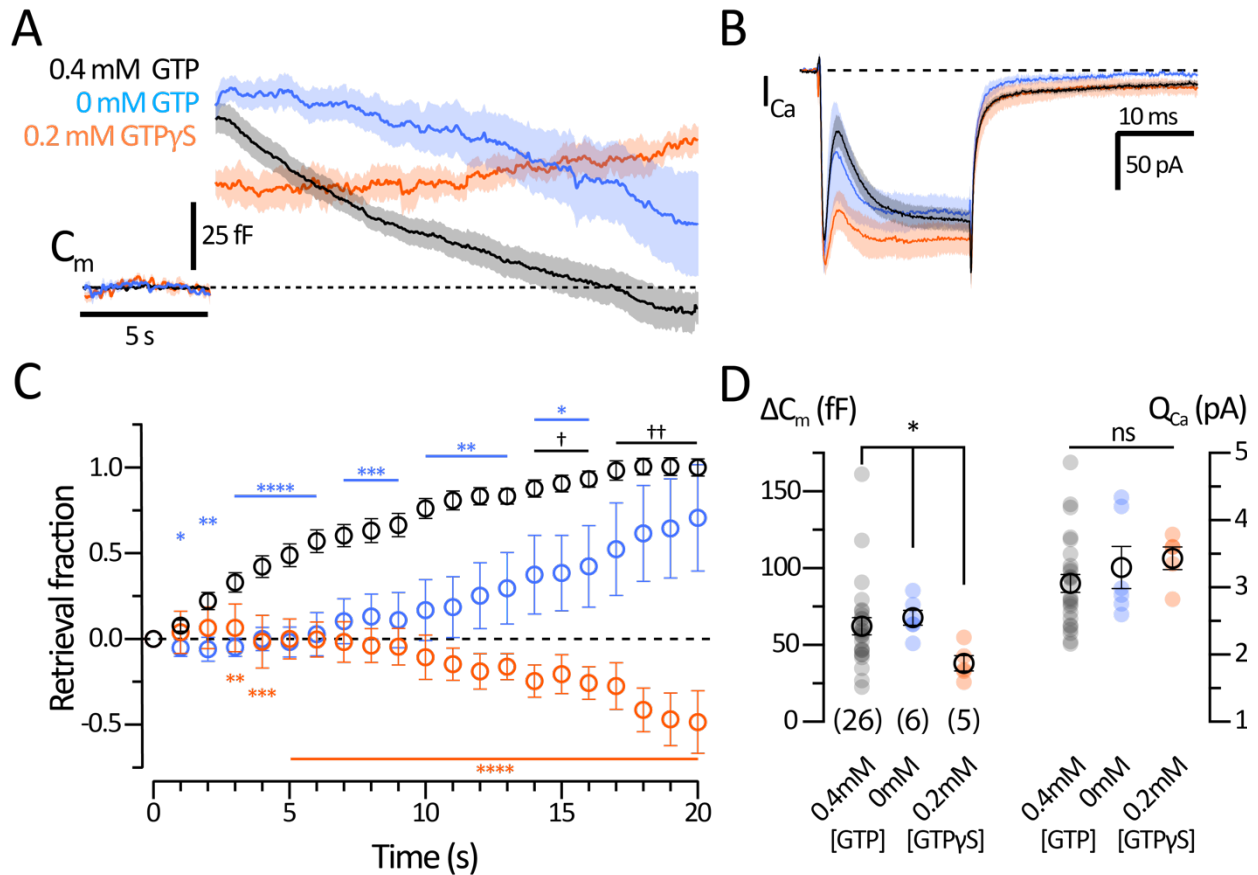 A
0.4 mM GTP
0 mM GTP
0.2 mM GTPγS
25 fF
Cm
5 s
B
ICa
10 ms
50 pA
C
Retrieval fraction
1.0
0.5
0.0
-0.5
* ** **** *** ** *
† ††
** ***
****
0 5 10 15 20
Time (s)
D
ΔCm (fF)
QCa (pA)
*
ns
150
100
50
0
5
4
3
2
1
(26) (6) (5)
0.4mM 0mM 0.2mM
[GTP] [GTPγS]
0.4mM 0mM 0.2mM
[GTP] [GTPγS]